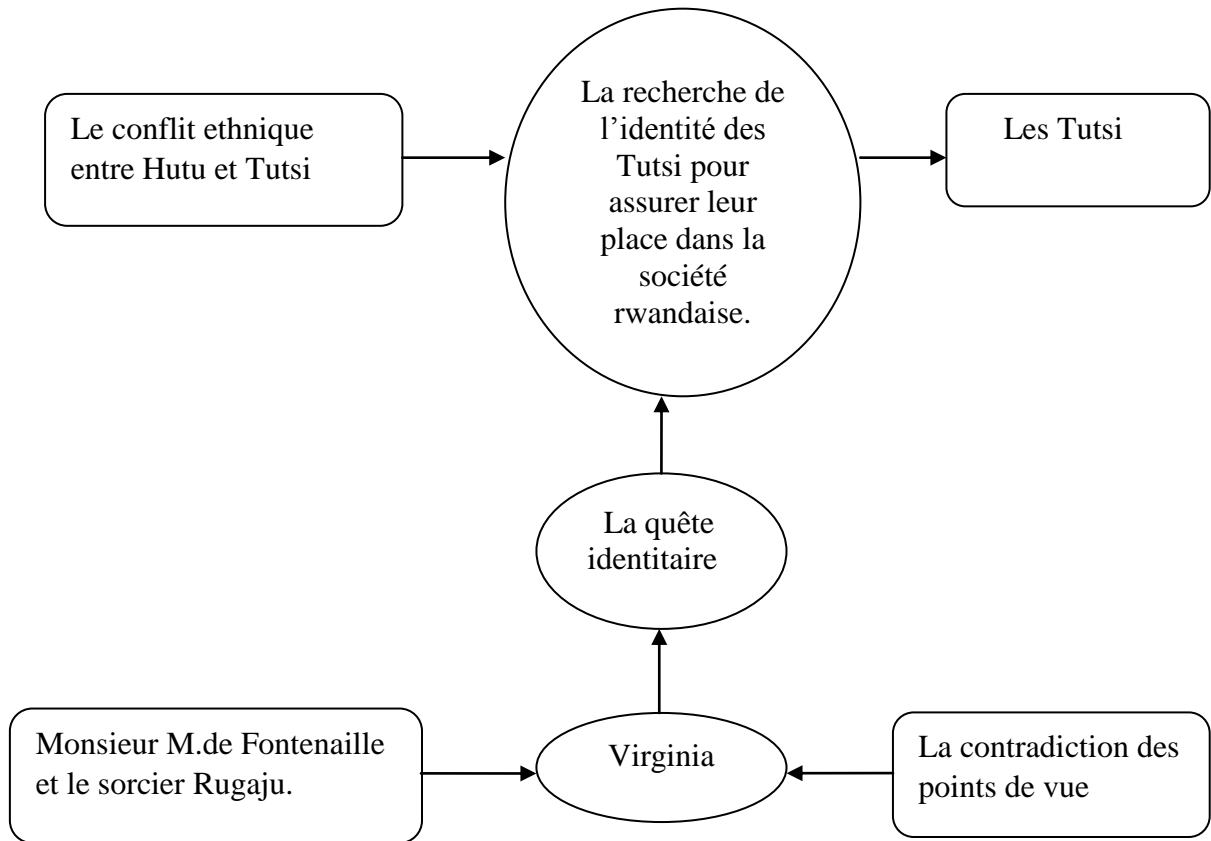 Le conflit ethnique
entre Hutu et Tutsi
La recherche de
l’identité des
Tutsi pour
assurer leur
place dans la
société
rwandaise.
Les Tutsi
La quête
identitaire
Monsieur M.de Fontenaille
et le sorcier Rugaju.
Virginia
La contradiction des
points de vue